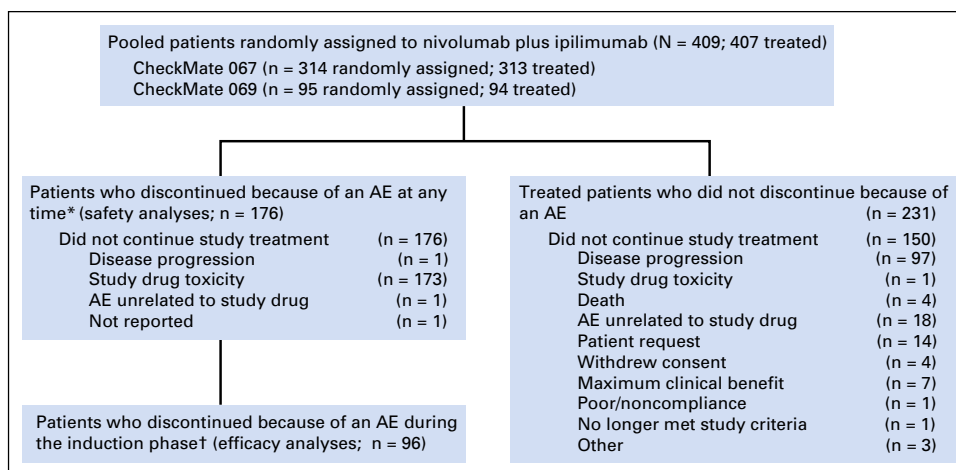 Pooled patients randomly assigned to nivolumab plus ipilimumab (N = 409; 407 treated)
CheckMate 067 (n = 314 randomly assigned; 313 treated)
CheckMate 069 (n = 95 randomly assigned; 94 treated)
Patients who discontinued because of an AE at any
time* (safety analyses; n = 176)
Did not continue study treatment (n = 176)
Disease progression (n = 1)
Study drug toxicity (n = 173)
AE unrelated to study drug (n = 1)
Not reported (n = 1)
Patients who discontinued because of an AE during
the induction phase† (efficacy analyses; n = 96)
Treated patients who did not discontinue because of
an AE (n = 231)
Did not continue study treatment (n = 150)
Disease progression (n = 97)
Study drug toxicity (n = 1)
Death (n = 4)
AE unrelated to study drug (n = 18)
Patient request (n = 14)
Withdrew consent (n = 4)
Maximum clinical benefit (n = 7)
Poor/noncompliance (n = 1)
No longer met study criteria (n = 1)
Other (n = 3)